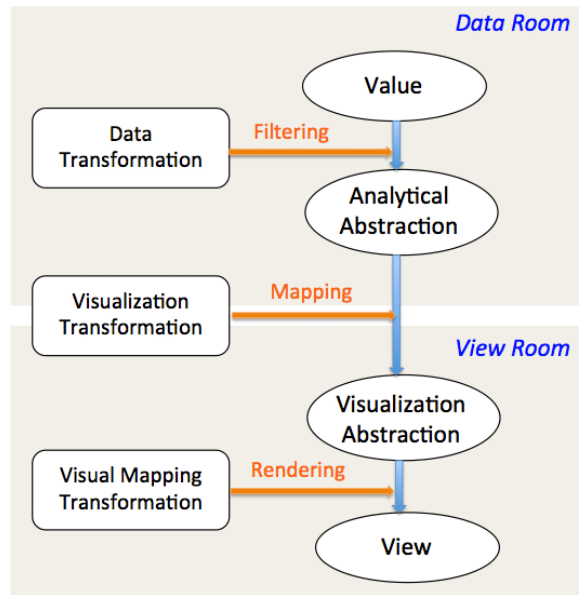 Data Room
Value
Data
Transformation
Filtering
Analytical
Abstraction
Visualization
Transformation
Mapping
View Room
Visualization
Abstraction
Visual Mapping
Transformation
Rendering
View